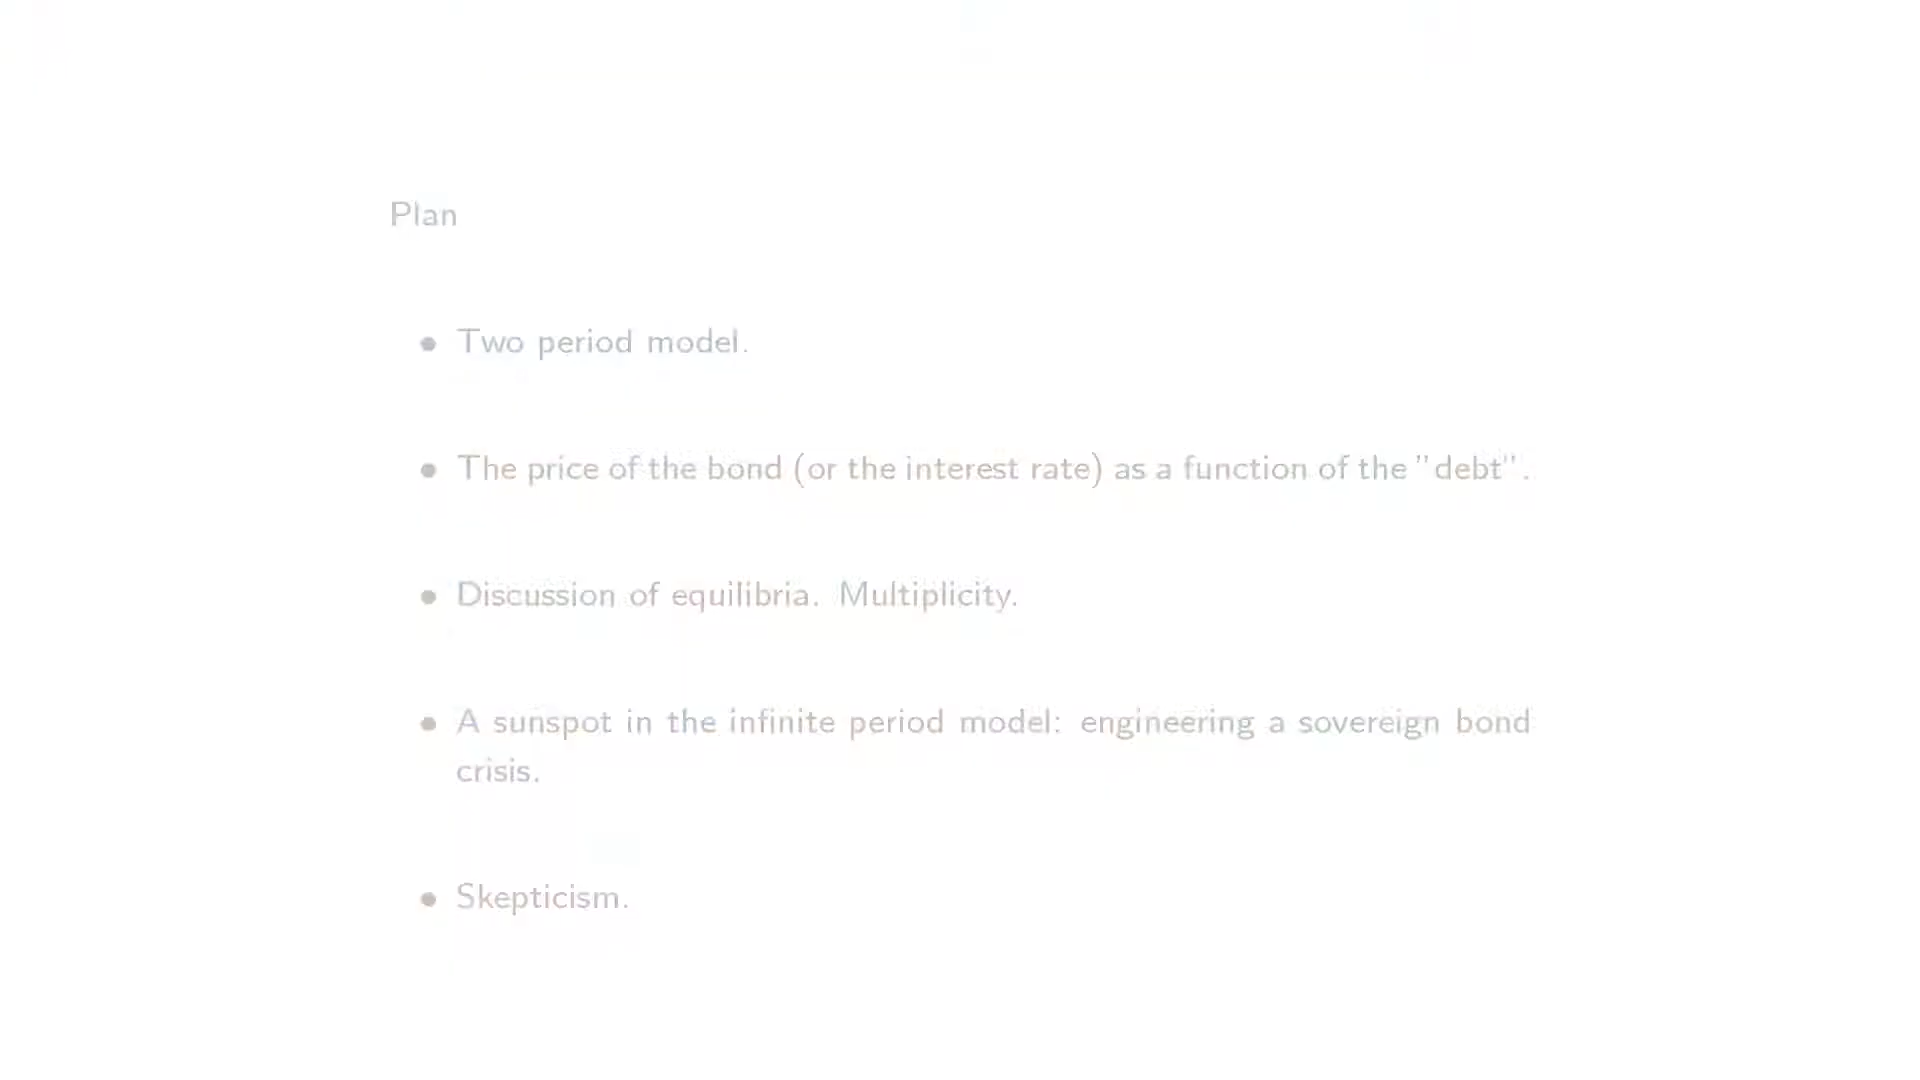 Plan
• Two period model.
• The price of the bond (or the interest rate) as a function of the "debt".
• Discussion of equilibria. Multiplicity.
• A sunspot in the infinite period model: engineering a sovereign bond
crisis.
• Skepticism.